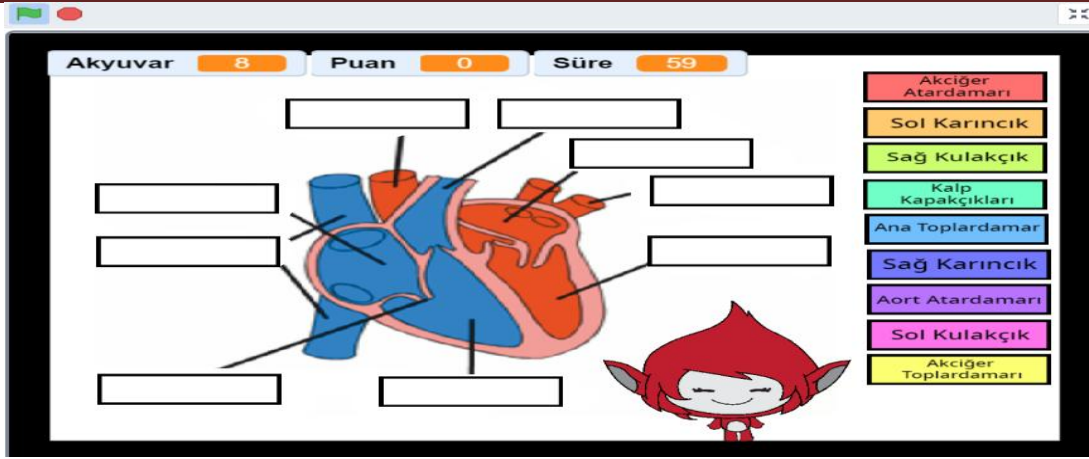 Akyuvar 8 Puan 0 Süre 59
Akciğer
Atardamarı
Sol Karıncık
Sağ Kulakçık
Kalp
Kapakçıkları
Ana Toplardamar
Sağ Karıncık
Aort Atardamarı
Sol Kulakçık
Akciğer
Toplardamarı